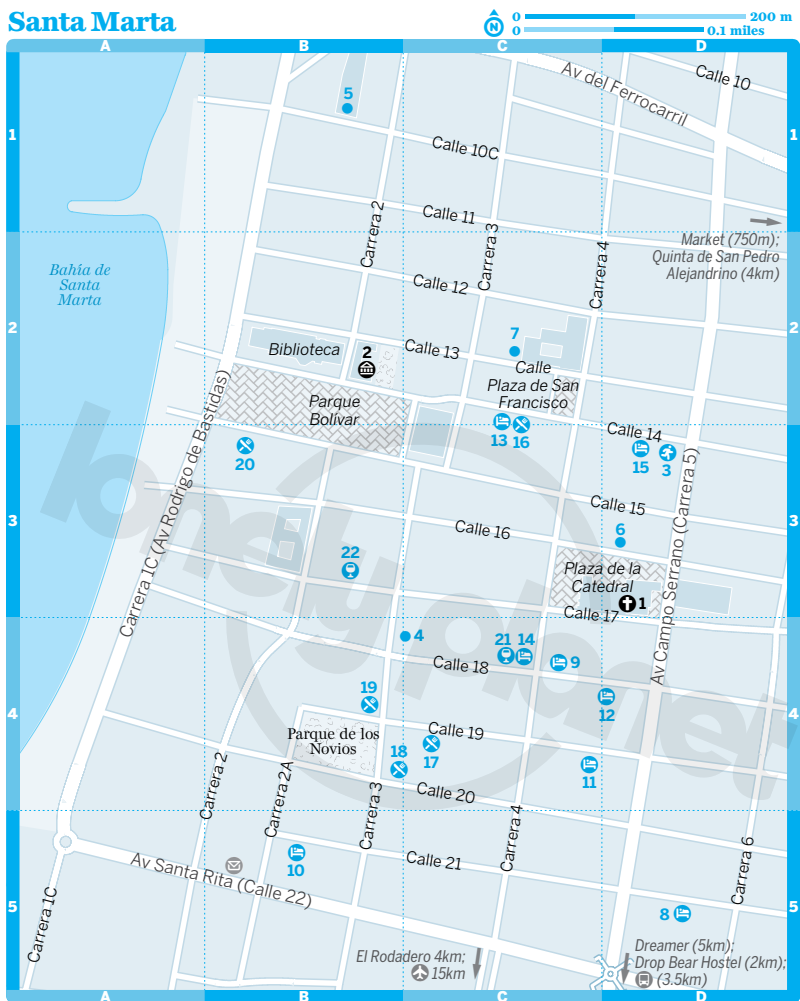 Santa Marta
N
0 200 m
0 0.1 miles
A B C D
1 1
2 2
3 3
4 4
5 5
A B C D
Av del Ferrocarril
Calle 10
5
Calle 10C
Calle 11
Carrera 2
Carrera 3
Carrera 4
Market (750m);
Quinta de San Pedro
Alejandrino (4km)
Bahía de
Santa
Marta
Calle 12
7
Biblioteca
2
Calle 13
Calle
Plaza de San
Francisco
Parque
Bolívar
13
16
Calle 14
20
15
3
Carrera 1C (Av Rodrigo de Bastidas)
Av Campo Serrano (Carrera 5)
Calle 15
Calle 16
6
22
Plaza de la
Catedral
1
Calle 17
4
21
14
9
Calle 18
12
19
Parque de los
Novios
Calle 19
18
17
11
Calle 20
Carrera 2
Carrera 2A
Carrera 3
Carrera 4
Carrera 6
10
Calle 21
Av Santa Rita (Calle 22)
8
Carrera 1C
El Rodadero 4km;
15km
Dreamer (5km);
Drop Bear Hostel (2km);
(3.5km)
lonely planet